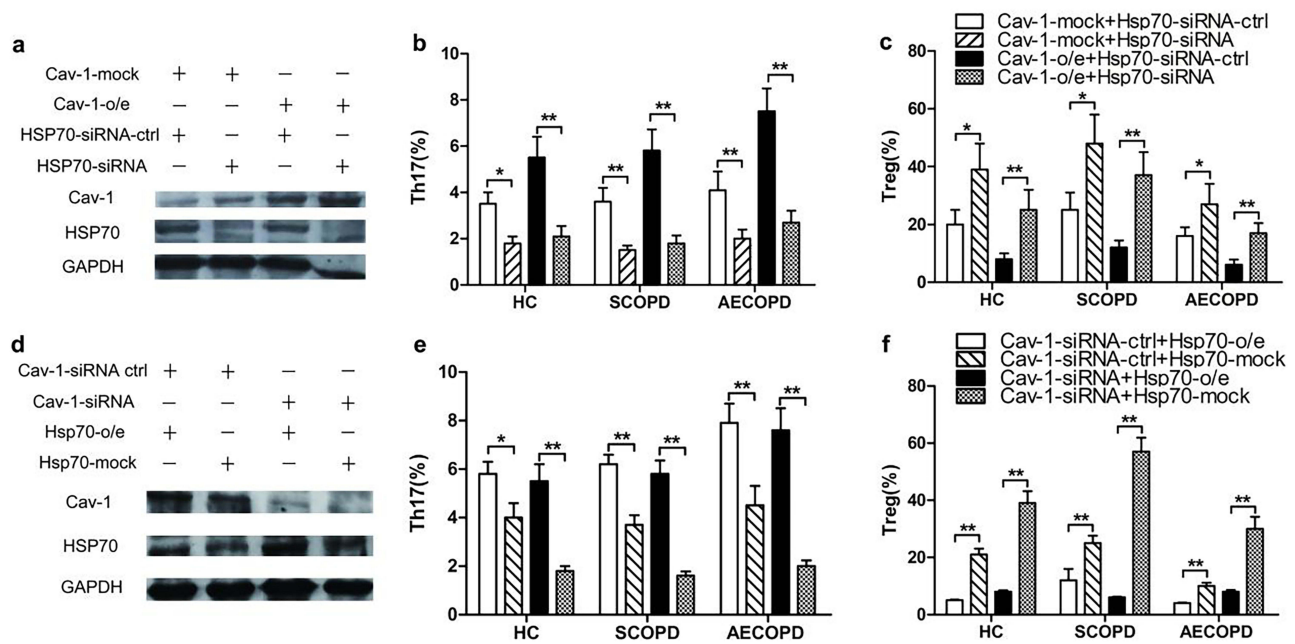 a
Cav-1-mock + + − −
Cav-1-o/e − − + +
HSP70-siRNA-ctrl + − + −
HSP70-siRNA − + − +
Cav-1
HSP70
GAPDH
b
10
8
6
4
2
0
Th17(%)
* ** ** ** ** **
HC SCOPD AECOPD
c
Cav-1-mock+Hsp70-siRNA-ctrl
Cav-1-mock+Hsp70-siRNA
Cav-1-o/e+Hsp70-siRNA-ctrl
Cav-1-o/e+Hsp70-siRNA
80
60
40
20
0
Treg(%)
* ** * ** * **
HC SCOPD AECOPD
d
Cav-1-siRNA ctrl + + − −
Cav-1-siRNA − − + +
Hsp70-o/e + − + −
Hsp70-mock − + − +
Cav-1
HSP70
GAPDH
e
10
8
6
4
2
0
Th17(%)
* ** ** ** ** **
HC SCOPD AECOPD
f
Cav-1-siRNA-ctrl+Hsp70-o/e
Cav-1-siRNA-ctrl+Hsp70-mock
Cav-1-siRNA+Hsp70-o/e
Cav-1-siRNA+Hsp70-mock
80
60
40
20
0
Treg(%)
** ** ** ** ** **
HC SCOPD AECOPD